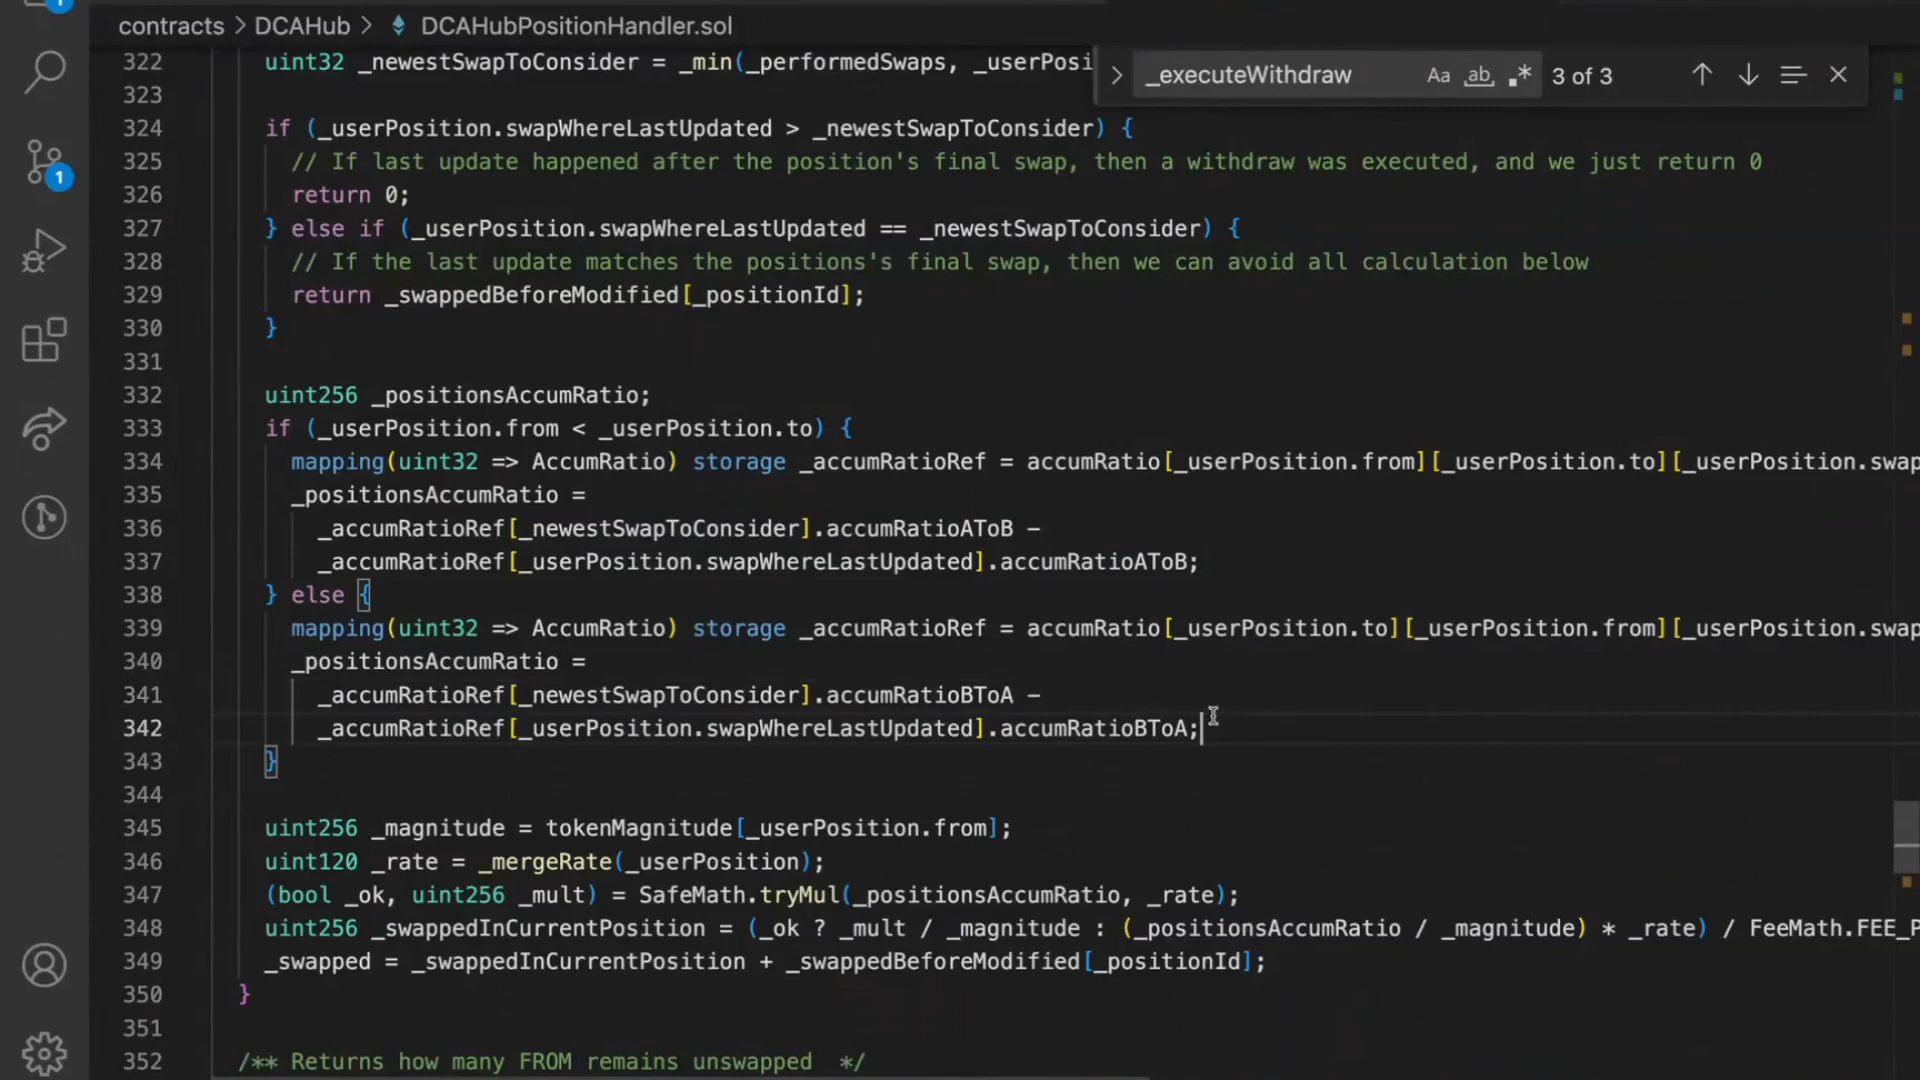 contracts > DCAHub > DCAHubPositionHandler.sol
_executeWithdraw Aa ab .* 3 of 3
1
1
322 uint32 _newestSwapToConsider = _min(_performedSwaps, _userPosi
323
324 if (_userPosition.swapWhereLastUpdated > _newestSwapToConsider) {
325 // If last update happened after the position's final swap, then a withdraw was executed, and we just return 0
326 return 0;
327 } else if (_userPosition.swapWhereLastUpdated == _newestSwapToConsider) {
328 // If the last update matches the positions's final swap, then we can avoid all calculation below
329 return _swappedBeforeModified[_positionId];
330 }
331
332 uint256 _positionsAccumRatio;
333 if (_userPosition.from < _userPosition.to) {
334 mapping(uint32 => AccumRatio) storage _accumRatioRef = accumRatio[_userPosition.from][_userPosition.to][_userPosition.swap
335 _positionsAccumRatio =
336 _accumRatioRef[_newestSwapToConsider].accumRatioAToB -
337 _accumRatioRef[_userPosition.swapWhereLastUpdated].accumRatioAToB;
338 } else {
339 mapping(uint32 => AccumRatio) storage _accumRatioRef = accumRatio[_userPosition.to][_userPosition.from][_userPosition.swap
340 _positionsAccumRatio =
341 _accumRatioRef[_newestSwapToConsider].accumRatioBToA -
342 _accumRatioRef[_userPosition.swapWhereLastUpdated].accumRatioBToA;
343 }
344
345 uint256 _magnitude = tokenMagnitude[_userPosition.from];
346 uint120 _rate = _mergeRate(_userPosition);
347 (bool _ok, uint256 _mult) = SafeMath.tryMul(_positionsAccumRatio, _rate);
348 uint256 _swappedInCurrentPosition = (_ok ? _mult / _magnitude : (_positionsAccumRatio / _magnitude) * _rate) / FeeMath.FEE_P
349 _swapped = _swappedInCurrentPosition + _swappedBeforeModified[_positionId];
350 }
351
352 /** Returns how many FROM remains unswapped */